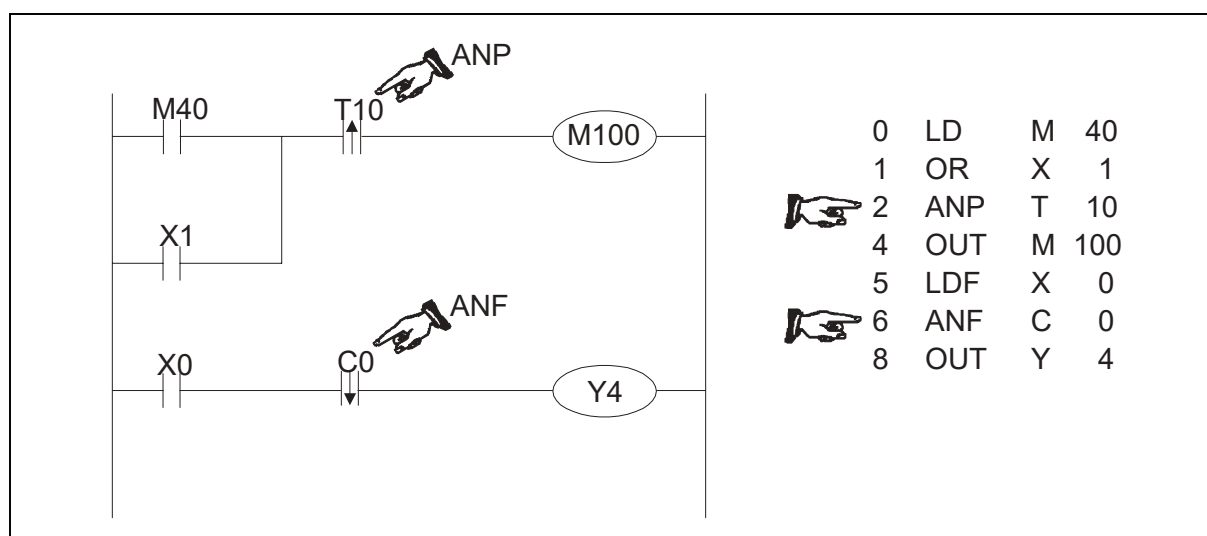 ANP
M40
T10
M100
X1
ANF
X0
C0
Y4
0 LD M 40
1 OR X 1
2 ANP T 10
4 OUT M 100
5 LDF X 0
6 ANF C 0
8 OUT Y 4